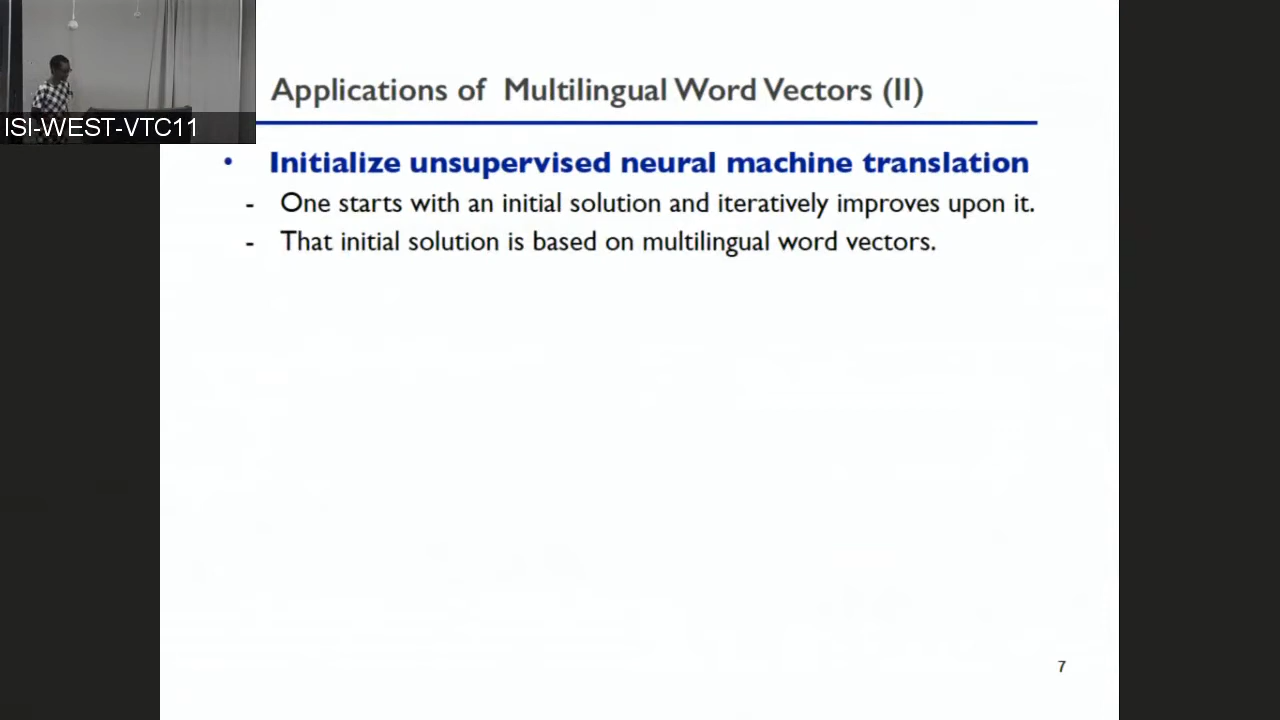 Applications of Multilingual Word Vectors (II)
ISI-WEST-VTC11
• Initialize unsupervised neural machine translation
- One starts with an initial solution and iteratively improves upon it.
- That initial solution is based on multilingual word vectors.
7